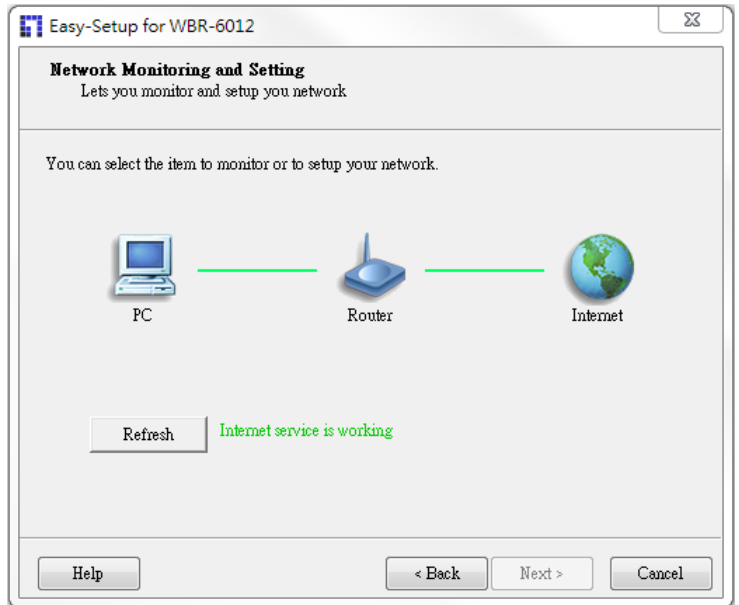 Easy-Setup for WBR-6012
Network Monitoring and Setting
Lets you monitor and setup you network
You can select the item to monitor or to setup your network.
PC
Router
Internet
Refresh
Internet service is working
Help
< Back
Next >
Cancel